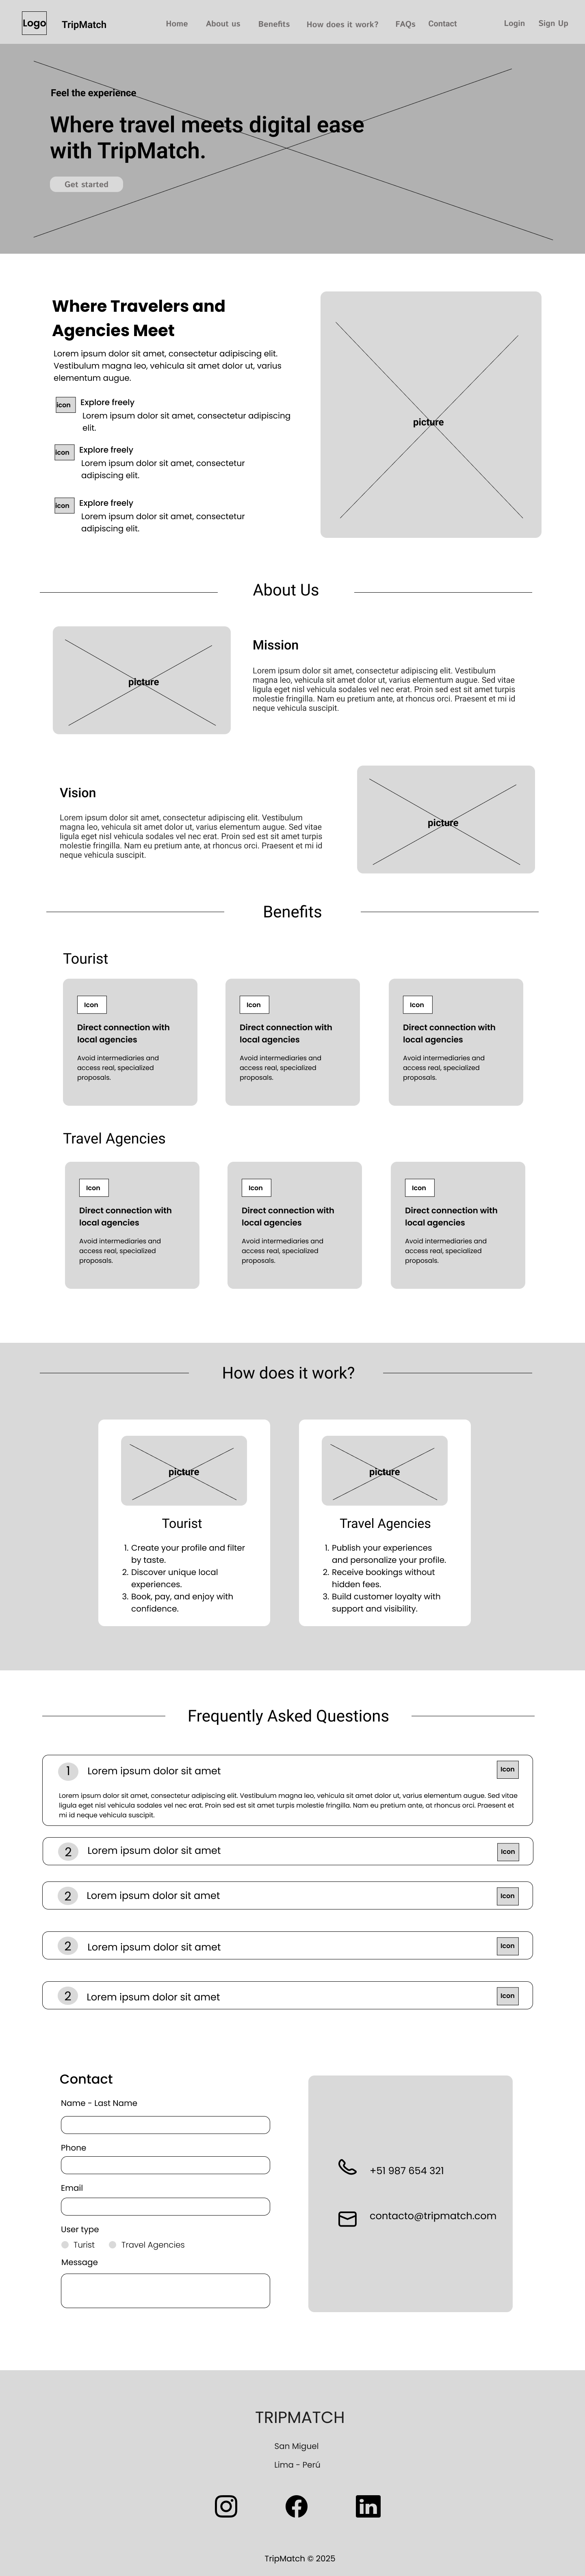 Logo
TripMatch
Home
About us
Benefits
How does it work?
FAQs
Contact
Login
Sign Up
Feel the experience
Where travel meets digital ease
with TripMatch.
Get started
Where Travelers and
Agencies Meet
Lorem ipsum dolor sit amet, consectetur adipiscing elit.
Vestibulum magna leo, vehicula sit amet dolor ut, varius
elementum augue.
icon
Explore freely
Lorem ipsum dolor sit amet, consectetur adipiscing
elit.
icon
Explore freely
Lorem ipsum dolor sit amet, consectetur
adipiscing elit.
icon
Explore freely
Lorem ipsum dolor sit amet, consectetur
adipiscing elit.
picture
About Us
picture
Mission
Lorem ipsum dolor sit amet, consectetur adipiscing elit. Vestibulum
magna leo, vehicula sit amet dolor ut, varius elementum augue. Sed vitae
ligula eget nisl vehicula sodales vel nec erat. Proin sed est sit amet turpis
molestie fringilla. Nam eu pretium ante, at rhoncus orci. Praesent et mi id
neque vehicula suscipit.
Vision
Lorem ipsum dolor sit amet, consectetur adipiscing elit. Vestibulum
magna leo, vehicula sit amet dolor ut, varius elementum augue. Sed vitae
ligula eget nisl vehicula sodales vel nec erat. Proin sed est sit amet turpis
molestie fringilla. Nam eu pretium ante, at rhoncus orci. Praesent et mi id
neque vehicula suscipit.
picture
Benefits
Tourist
Icon
Direct connection with
local agencies
Avoid intermediaries and
access real, specialized
proposals.
Icon
Direct connection with
local agencies
Avoid intermediaries and
access real, specialized
proposals.
Icon
Direct connection with
local agencies
Avoid intermediaries and
access real, specialized
proposals.
Travel Agencies
Icon
Direct connection with
local agencies
Avoid intermediaries and
access real, specialized
proposals.
Icon
Direct connection with
local agencies
Avoid intermediaries and
access real, specialized
proposals.
Icon
Direct connection with
local agencies
Avoid intermediaries and
access real, specialized
proposals.
How does it work?
picture
Tourist
1. Create your profile and filter
by taste.
2. Discover unique local
experiences.
3. Book, pay, and enjoy with
confidence.
picture
Travel Agencies
1. Publish your experiences
and personalize your profile.
2. Receive bookings without
hidden fees.
3. Build customer loyalty with
support and visibility.
Frequently Asked Questions
1 Lorem ipsum dolor sit amet Icon
Lorem ipsum dolor sit amet, consectetur adipiscing elit. Vestibulum magna leo, vehicula sit amet dolor ut, varius elementum augue. Sed vitae
ligula eget nisl vehicula sodales vel nec erat. Proin sed est sit amet turpis molestie fringilla. Nam eu pretium ante, at rhoncus orci. Praesent et
mi id neque vehicula suscipit.
2 Lorem ipsum dolor sit amet Icon
2 Lorem ipsum dolor sit amet Icon
2 Lorem ipsum dolor sit amet Icon
2 Lorem ipsum dolor sit amet Icon
Contact
Name - Last Name
Phone
Email
User type
Turist
Travel Agencies
Message
+51 987 654 321
contacto@tripmatch.com
TRIPMATCH
San Miguel
Lima - Perú
TripMatch © 2025